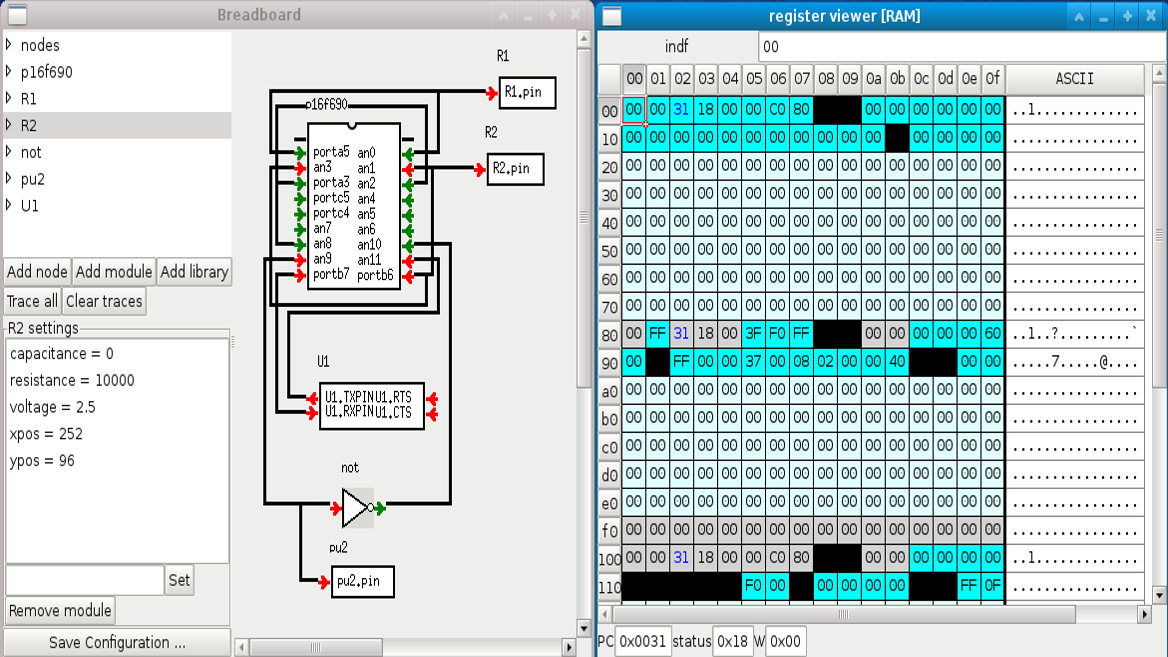 Breadboard
nodes
p16f690
R1
R2
not
pu2
U1
Add node Add module Add library
Trace all Clear traces
R2 settings
capacitance = 0
resistance = 10000
voltage = 2.5
xpos = 252
ypos = 96
Set
Remove module
Save Configuration ...
R1
R1.pin
p16f690
R2
R2.pin
porta5 an0
an3 an1
porta3 an2
portc5 an4
portc4 an5
an7 an6
an8 an10
an9 an11
portb7 portb6
U1
U1.TXPINU1.RTS
U1.RXPINU1.CTS
not
pu2
pu2.pin
register viewer [RAM]
indf 00
00 01 02 03 04 05 06 07 08 09 0a 0b 0c 0d 0e 0f ASCII
00 00 00 31 18 00 00 C0 80 00 00 00 00 00 00 ..1.............
10 00 00 00 00 00 00 00 00 00 00 00 00 00 00 00 ................
20 00 00 00 00 00 00 00 00 00 00 00 00 00 00 00 00 ................
30 00 00 00 00 00 00 00 00 00 00 00 00 00 00 00 00 ................
40 00 00 00 00 00 00 00 00 00 00 00 00 00 00 00 00 ................
50 00 00 00 00 00 00 00 00 00 00 00 00 00 00 00 00 ................
60 00 00 00 00 00 00 00 00 00 00 00 00 00 00 00 00 ................
70 00 00 00 00 00 00 00 00 00 00 00 00 00 00 00 00 ................
80 00 FF 31 18 00 3F F0 FF 00 00 00 00 00 60 ..1..?.........`
90 00 FF 00 00 37 00 08 02 00 00 40 00 00 .....7.....@....
a0 00 00 00 00 00 00 00 00 00 00 00 00 00 00 00 00 ................
b0 00 00 00 00 00 00 00 00 00 00 00 00 00 00 00 00 ................
c0 00 00 00 00 00 00 00 00 00 00 00 00 00 00 00 00 ................
d0 00 00 00 00 00 00 00 00 00 00 00 00 00 00 00 00 ................
e0 00 00 00 00 00 00 00 00 00 00 00 00 00 00 00 00 ................
f0 00 00 00 00 00 00 00 00 00 00 00 00 00 00 00 00 ................
100 00 00 31 18 00 00 C0 80 00 00 00 00 00 00 ..1.............
110 F0 00 00 00 00 00 FF 0F ................
PC 0x0031 status 0x18 W 0x00